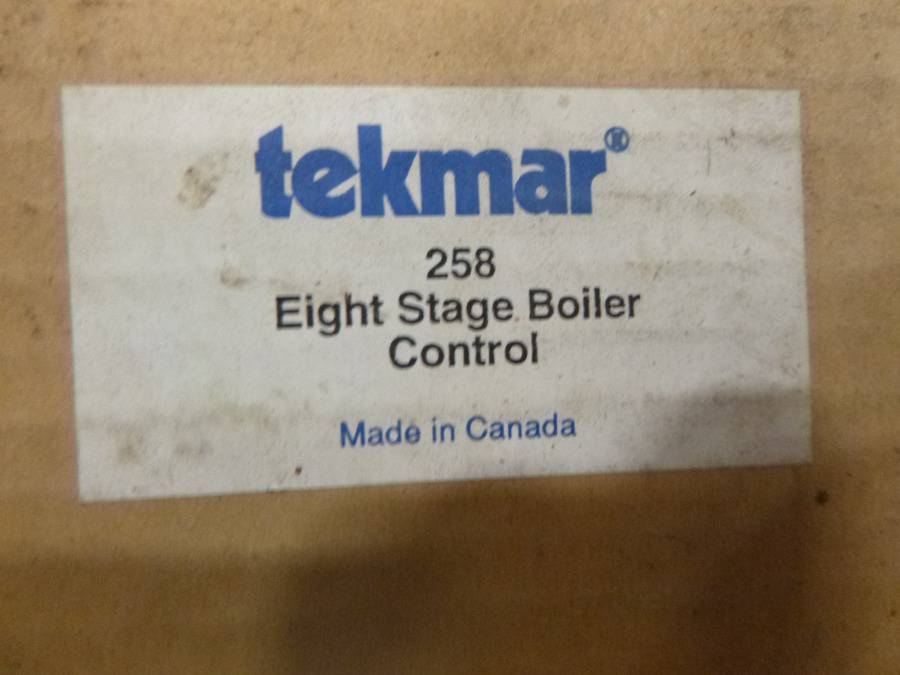 tekmar®
258
Eight Stage Boiler
Control
Made in Canada